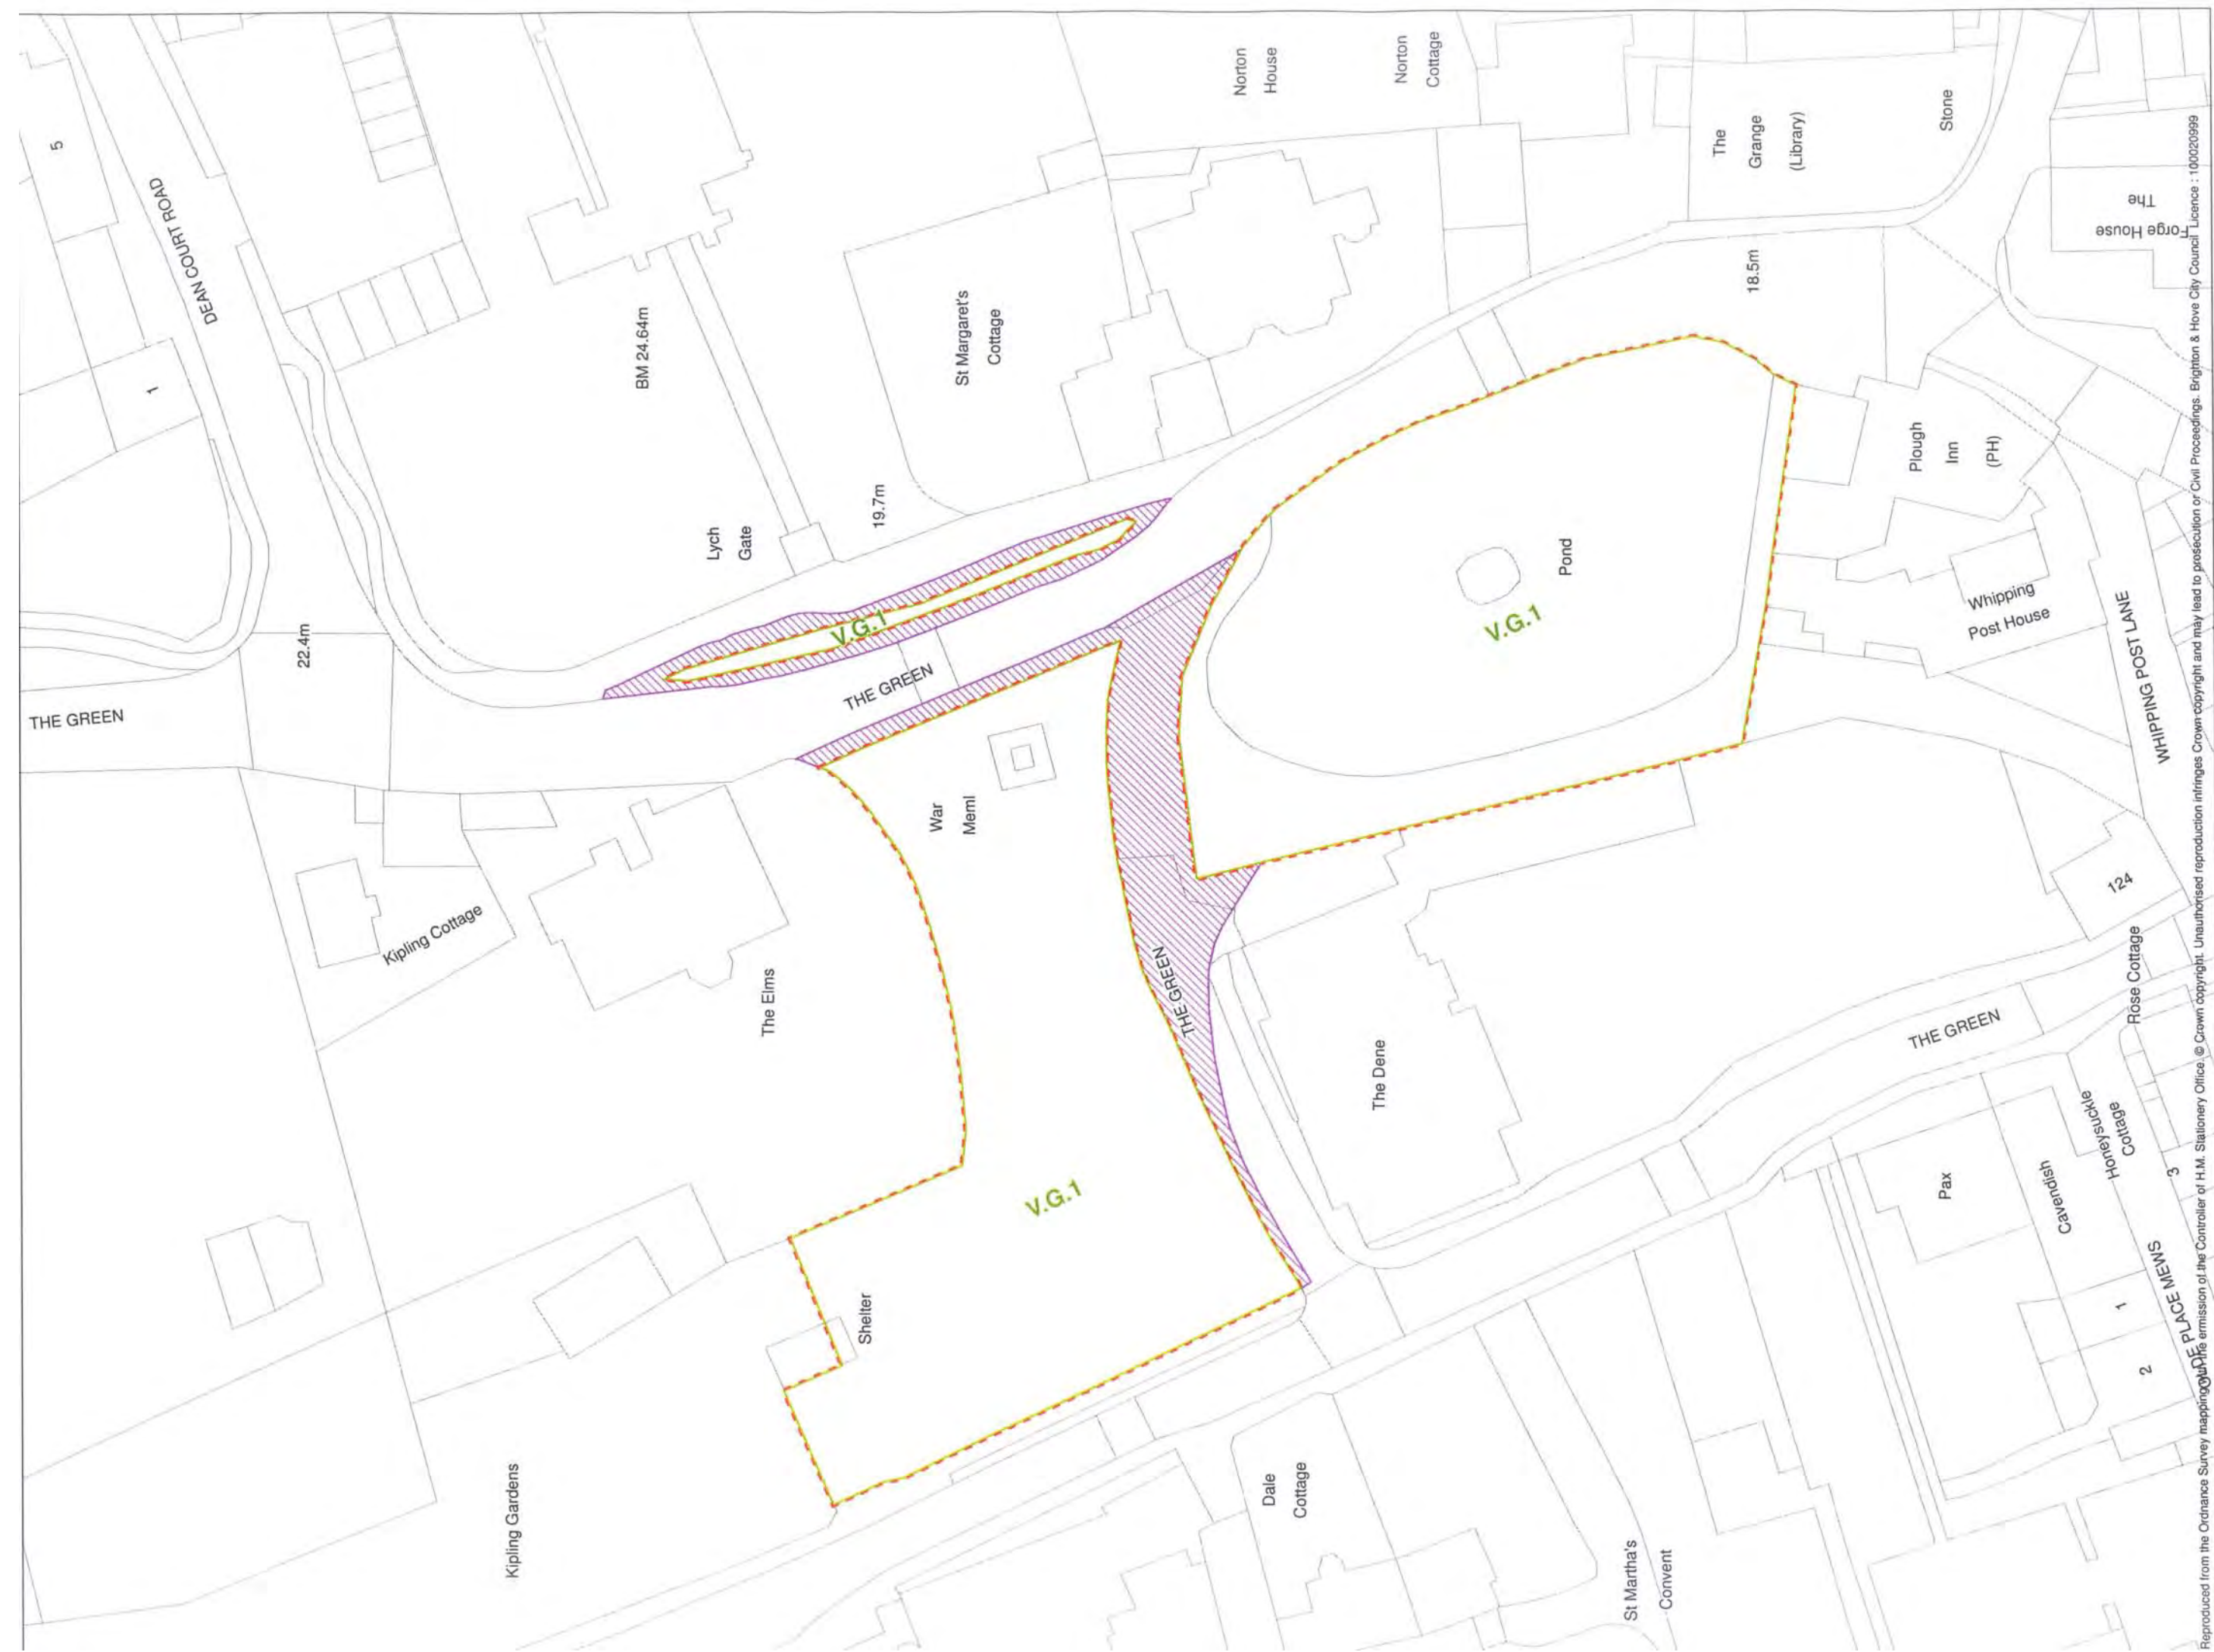 5
DEAN COURT ROAD
1
THE GREEN
22.4m
BM 24.64m
Lych
Gate
19.7m
St Margaret's
Cottage
Norton
House
Norton
Cottage
The
Grange
(Library)
Stone
The
Forge House
18.5m
Plough
Inn
(PH)
Whipping
Post House
WHIPPING POST LANE
Pond
V.G.1
V.G.1
THE GREEN
War
Meml
Kipling Cottage
The Elms
THE GREEN
The Dene
V.G.1
Shelter
Kipling Gardens
Dale
Cottage
St Martha's
Convent
THE GREEN
124
Rose Cottage
Honeysuckle
Cottage
3
Pax
Cavendish
1
2
OLDE PLACE MEWS
Reproduced from the Ordnance Survey mapping with the ermission of the Controller of H.M. Stationery Office. © Crown copyright. Unauthorised reproduction infringes Crown copyright and may lead to prosecution or Civil Proceedings. Brighton & Hove City Council Licence : 100020999